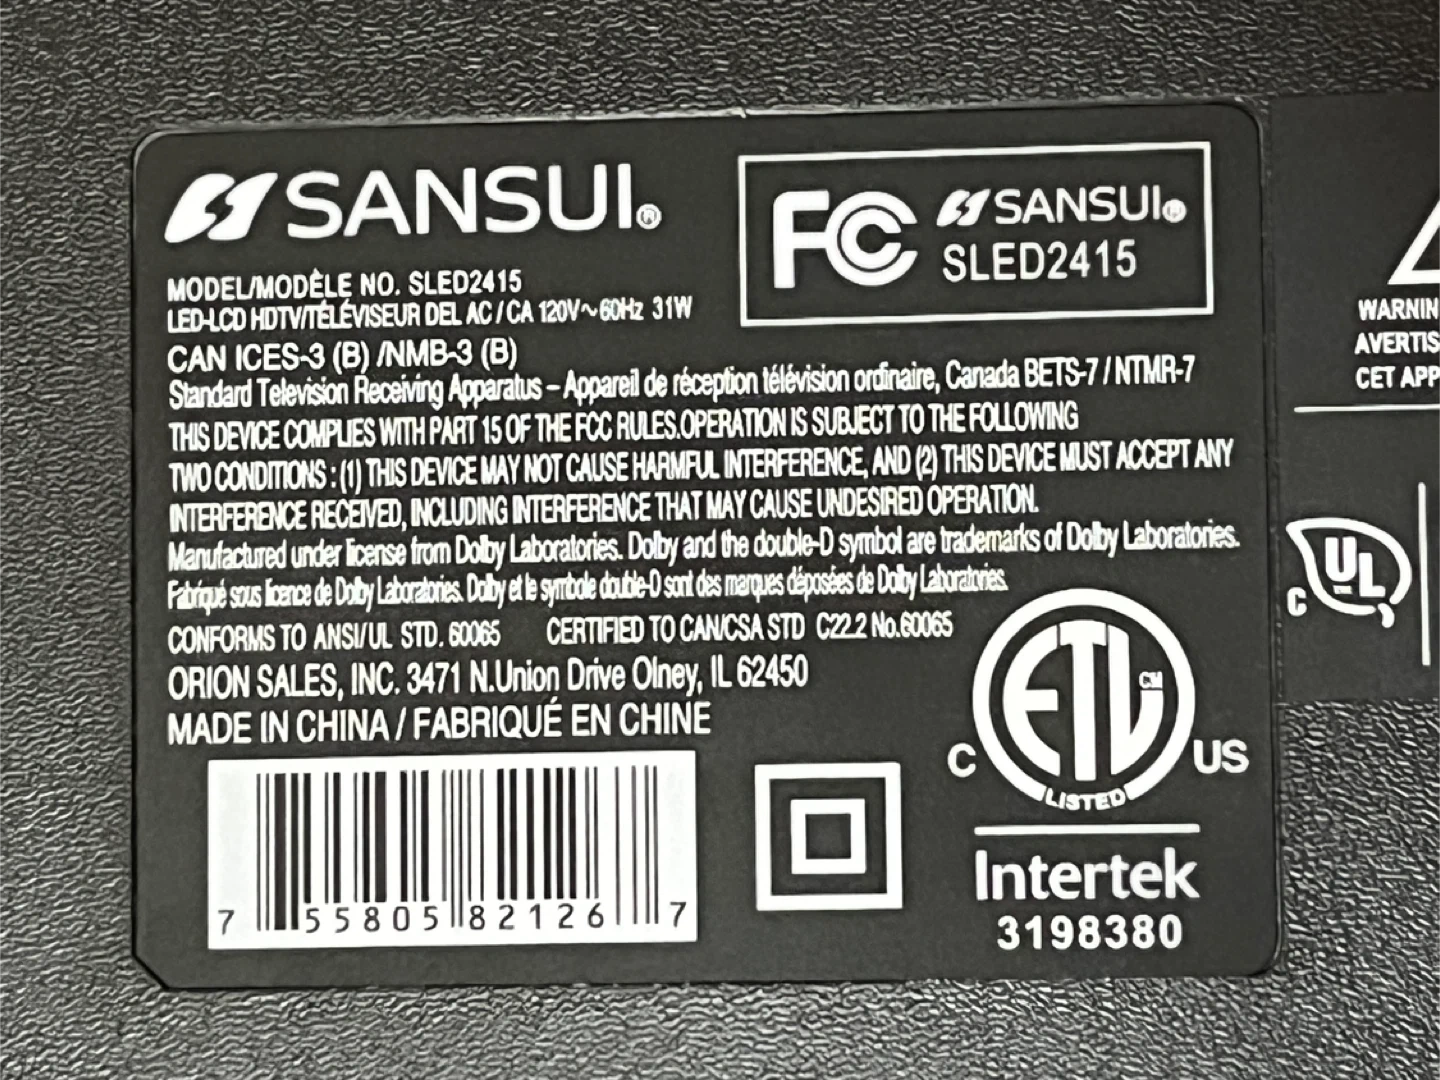 SANSUI®
FC SANSUI®
SLED2415
MODEL/MODÈLE NO. SLED2415
LED-LCD HDTV/TÉLÉVISEUR DEL AC / CA 120V~60Hz 31W
CAN ICES-3 (B) /NMB-3 (B)
Standard Television Receiving Apparatus – Appareil de réception télévision ordinaire, Canada BETS-7 / NTMR-7
THIS DEVICE COMPLIES WITH PART 15 OF THE FCC RULES.OPERATION IS SUBJECT TO THE FOLLOWING
TWO CONDITIONS : (1) THIS DEVICE MAY NOT CAUSE HARMFUL INTERFERENCE, AND (2) THIS DEVICE MUST ACCEPT ANY
INTERFERENCE RECEIVED, INCLUDING INTERFERENCE THAT MAY CAUSE UNDESIRED OPERATION.
Manufactured under license from Dolby Laboratories. Dolby and the double-D symbol are trademarks of Dolby Laboratories.
Fabriqué sous licence de Dolby Laboratories. Dolby et le symbole double-D sont des marques déposées de Dolby Laboratories.
CONFORMS TO ANSI/UL STD. 60065 CERTIFIED TO CAN/CSA STD C22.2 No.60065
ORION SALES, INC. 3471 N.Union Drive Olney, IL 62450
MADE IN CHINA / FABRIQUÉ EN CHINE
7 55805 82126 7
C ETL CM US
LISTED
Intertek
3198380
WARNIN
AVERTIS
CET APP
C UL